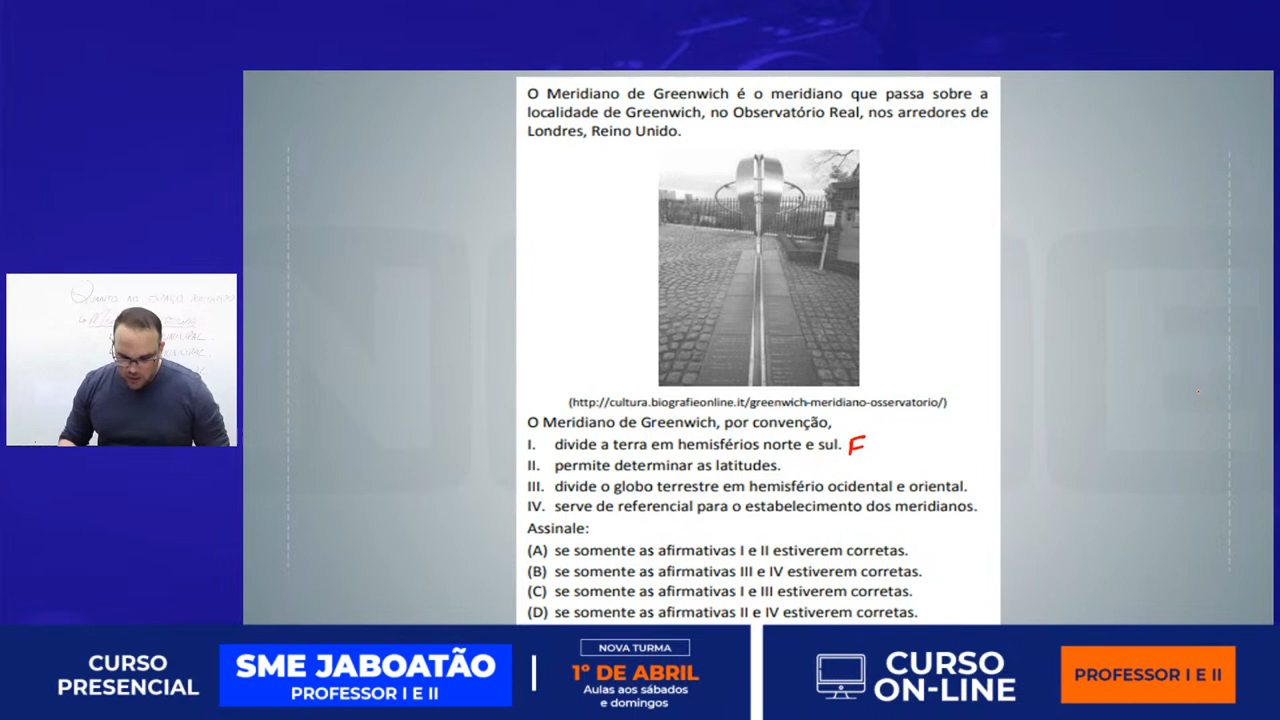 O Meridiano de Greenwich é o meridiano que passa sobre a
localidade de Greenwich, no Observatório Real, nos arredores de
Londres, Reino Unido.
(http://cultura.biografieonline.it/greenwich-meridiano-osservatorio/)
O Meridiano de Greenwich, por convenção,
I. divide a terra em hemisférios norte e sul. F
II. permite determinar as latitudes.
III. divide o globo terrestre em hemisfério ocidental e oriental.
IV. serve de referencial para o estabelecimento dos meridianos.
Assinale:
(A) se somente as afirmativas I e II estiverem corretas.
(B) se somente as afirmativas III e IV estiverem corretas.
(C) se somente as afirmativas I e III estiverem corretas.
(D) se somente as afirmativas II e IV estiverem corretas.
CURSO
PRESENCIAL
SME JABOATÃO
PROFESSOR I E II
NOVA TURMA
1º DE ABRIL
Aulas aos sábados
e domingos
CURSO
ON-LINE
PROFESSOR I E II